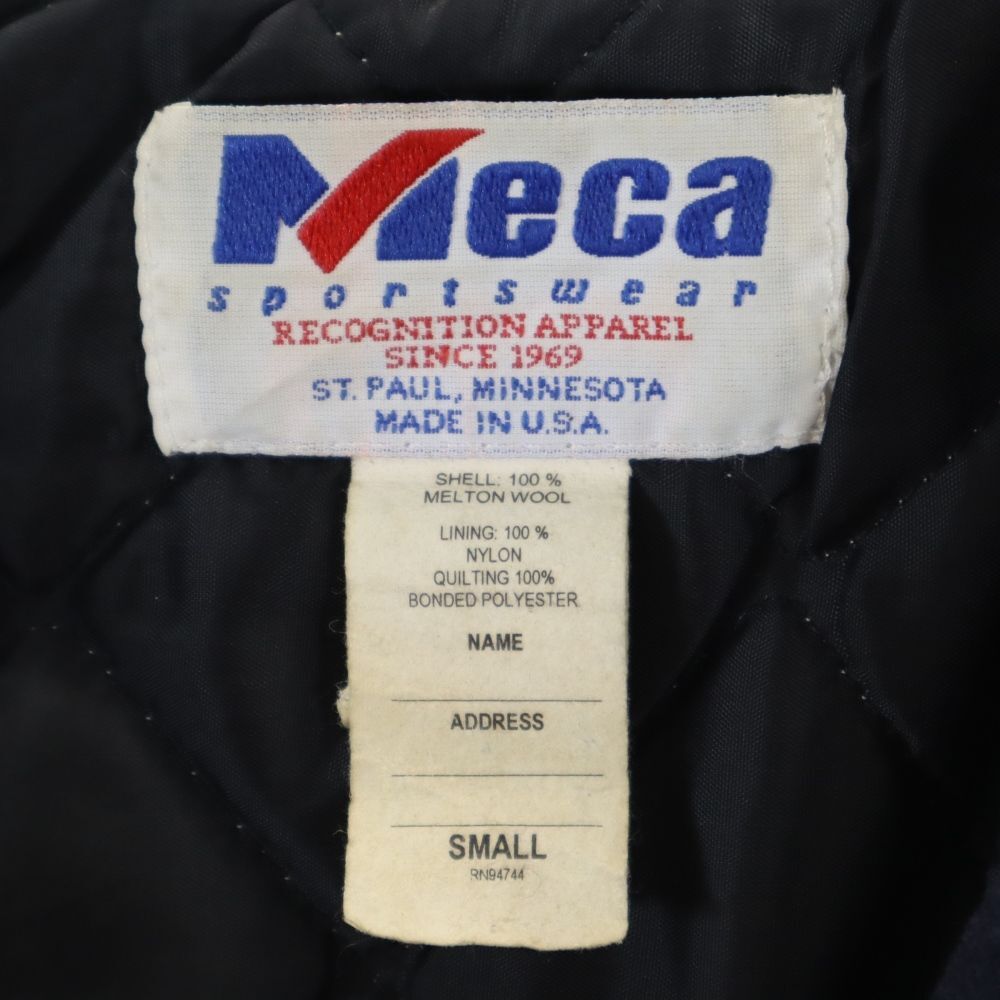 Meca
sportswear
RECOGNITION APPAREL
SINCE 1969
ST. PAUL, MINNESOTA
MADE IN U.S.A.
SHELL: 100 %
MELTON WOOL
LINING: 100 %
NYLON
QUILTING 100%
BONDED POLYESTER
NAME
ADDRESS
SMALL
RN94744